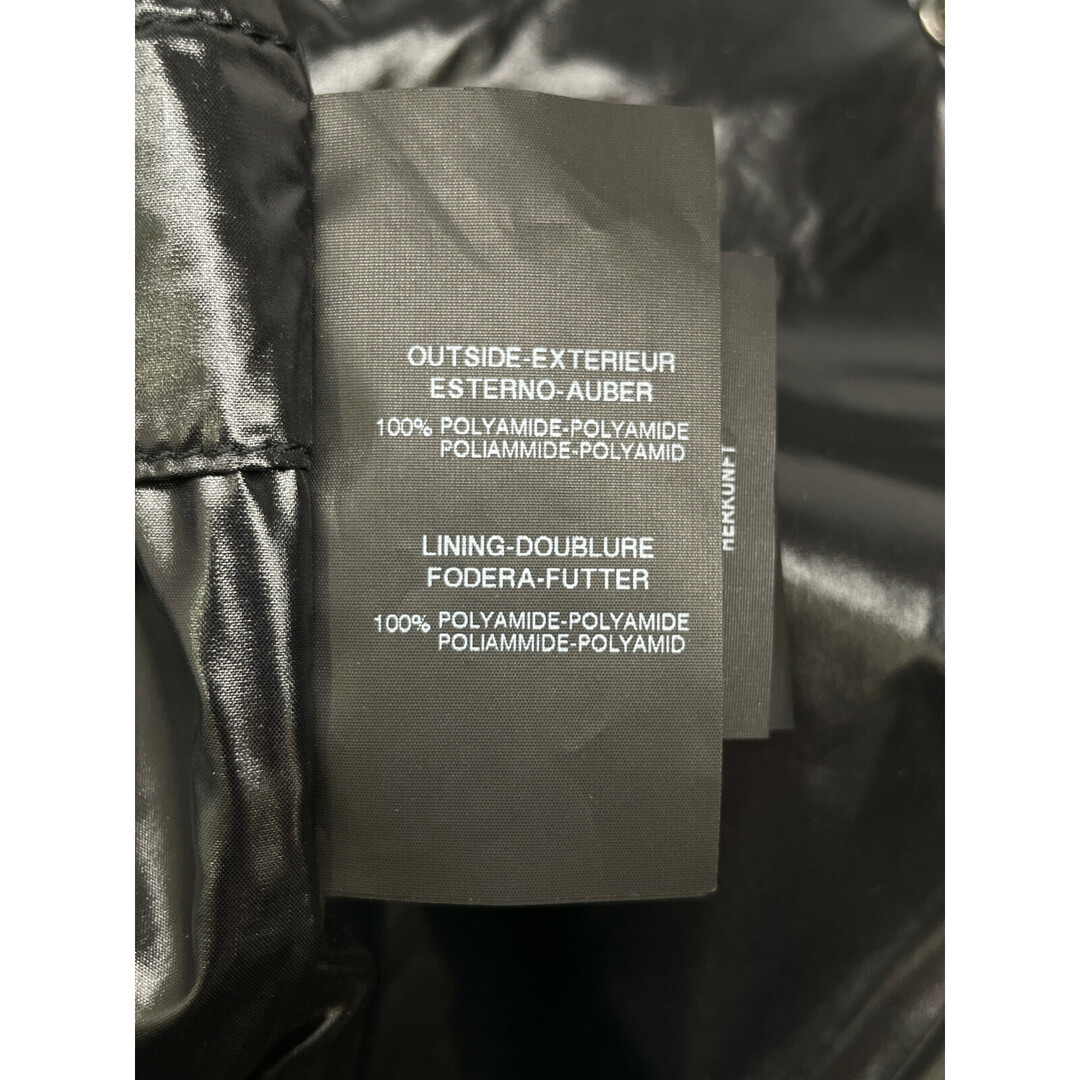 OUTSIDE-EXTERIEUR
ESTERNO-AUBER
100% POLYAMIDE-POLYAMIDE
POLIAMMIDE-POLYAMID
LINING-DOUBLURE
FODERA-FUTTER
100% POLYAMIDE-POLYAMIDE
POLIAMMIDE-POLYAMID
HERKUNFT